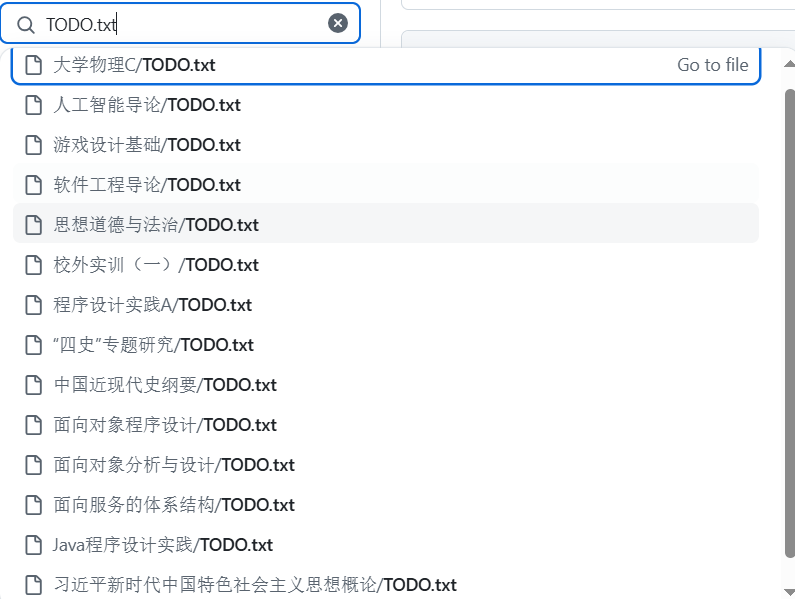 TODO.txt
大学物理C/TODO.txt Go to file
人工智能导论/TODO.txt
游戏设计基础/TODO.txt
软件工程导论/TODO.txt
思想道德与法治/TODO.txt
校外实训（一）/TODO.txt
程序设计实践A/TODO.txt
“四史”专题研究/TODO.txt
中国近现代史纲要/TODO.txt
面向对象程序设计/TODO.txt
面向对象分析与设计/TODO.txt
面向服务的体系结构/TODO.txt
Java程序设计实践/TODO.txt
习近平新时代中国特色社会主义思想概论/TODO.txt